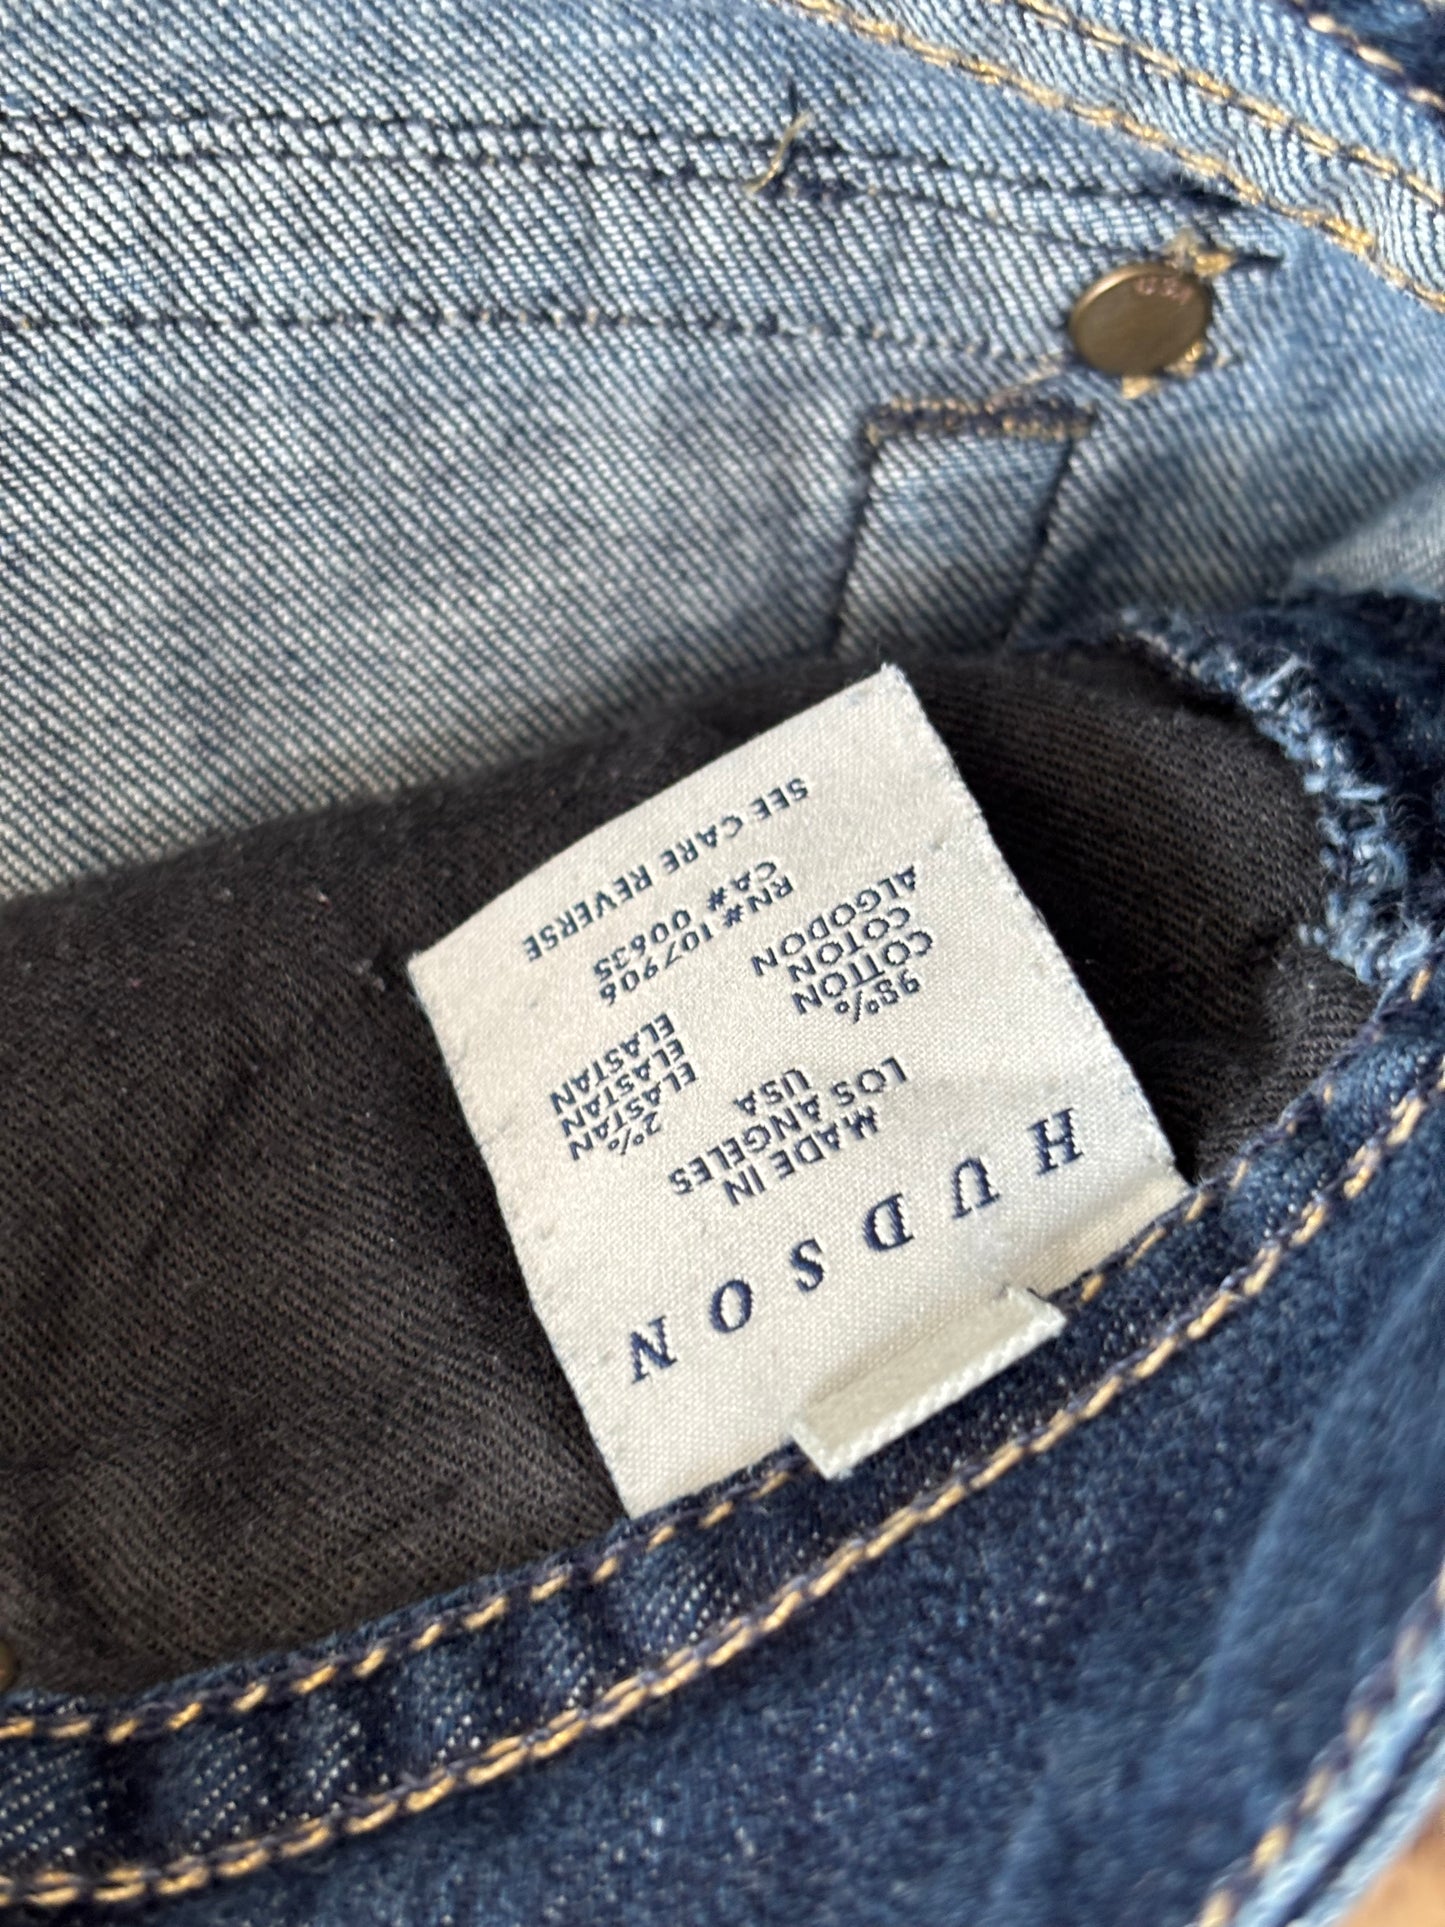 HUDSON
MADE IN
LOS ANGELES
USA
98%
COTTON
COTON
ALGODON
2%
ELASTAN
ELASTAN
ELASTAN
RN# 107906
CA# 00635
SEE CARE REVERSE